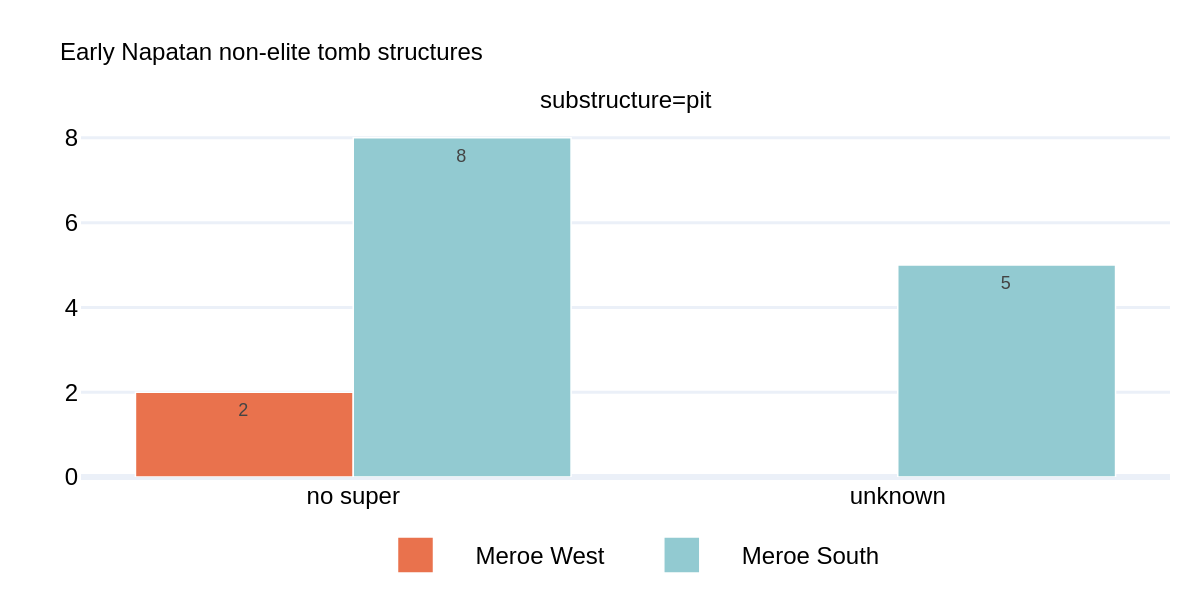 Early Napatan non-elite tomb structures
substructure=pit
8
8
6
5
4
2
2
0
no super
unknown
Meroe West
Meroe South